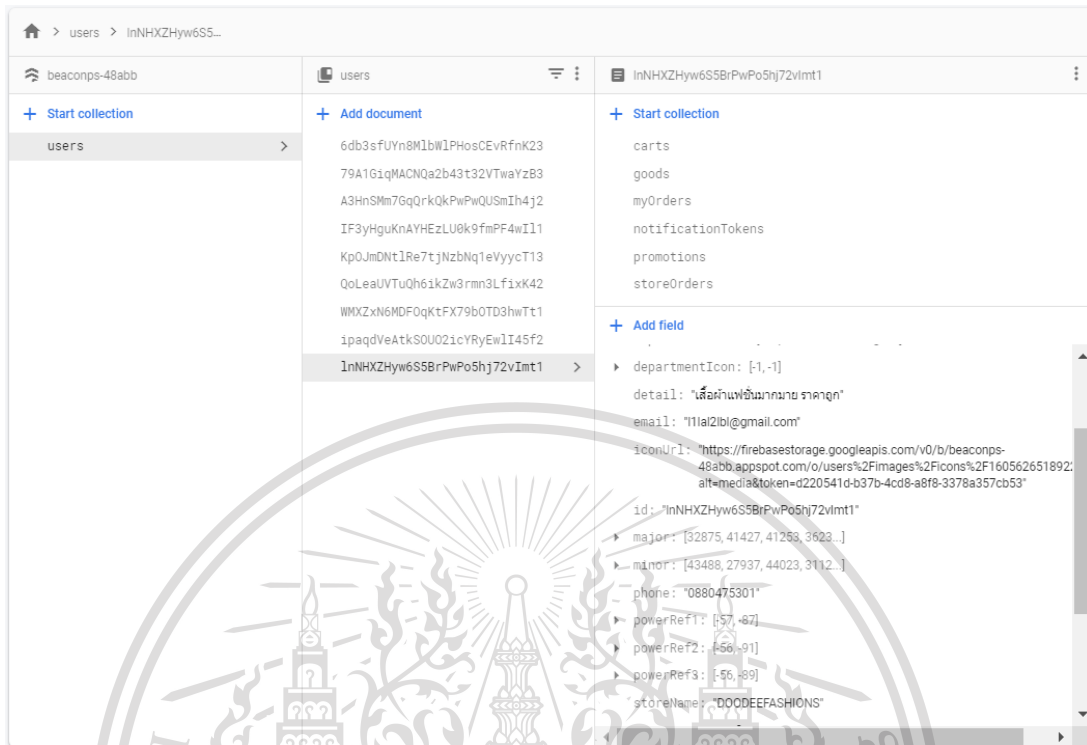 users > lnNHXZHyw6S5…
beaconps-48abb
users
lnNHXZHyw6S5BrPwPo5hj72vImt1
+ Start collection
+ Add document
+ Start collection
users
6db3sfUYn8MlbWlPHosCEvRfnK23
79A1GiqMACNQa2b43t32VTwaYzB3
A3HnSMm7GqQrkQkPwPwQUSmIh4j2
IF3yHguKnAYHEzLU0k9fmPF4wIl1
KpOJmDNtlRe7tjNzbNq1eVyycT13
QoLeaUVTuQh6ikZw3rmn3LfixK42
WMXZxN6MDFOqKtFX79bOTD3hwTt1
ipaqdVeAtkSOUO2icYRyEwlI45f2
lnNHXZHyw6S5BrPwPo5hj72vImt1
carts
goods
myOrders
notificationTokens
promotions
storeOrders
+ Add field
departmentIcon: [-1, -1]
detail: "เสื้อผ้าแฟชั่นมากมาย ราคาถูก"
email: "l1lal2lbl@gmail.com"
iconUrl: "https://firebasestorage.googleapis.com/v0/b/beaconps-
48abb.appspot.com/o/users%2Fimages%2Ficons%2F160562651892
alt=media&token=d220541d-b37b-4cd8-a8f8-3378a357cb53"
id: "lnNHXZHyw6S5BrPwPo5hj72vImt1"
major: [32875, 41427, 41253, 3623...]
minor: [43488, 27937, 44023, 3112...]
phone: "0880475301"
powerRef1: [-57, -87]
powerRef2: [-56, -91]
powerRef3: [-56, -89]
storeName: "DOODEEFASHIONS"